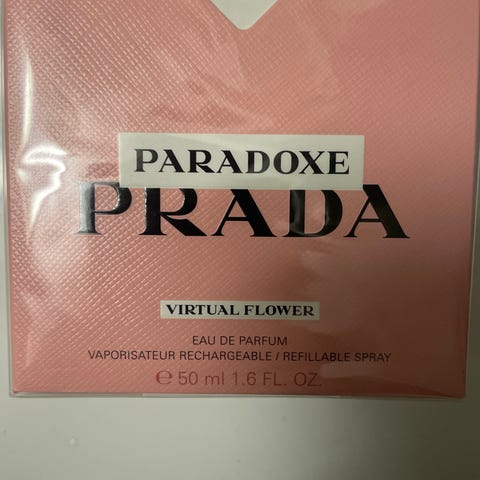 PARADOXE
PRADA
VIRTUAL FLOWER
EAU DE PARFUM
VAPORISATEUR RECHARGEABLE / REFILLABLE SPRAY
℮ 50 ml 1.6 FL. OZ.